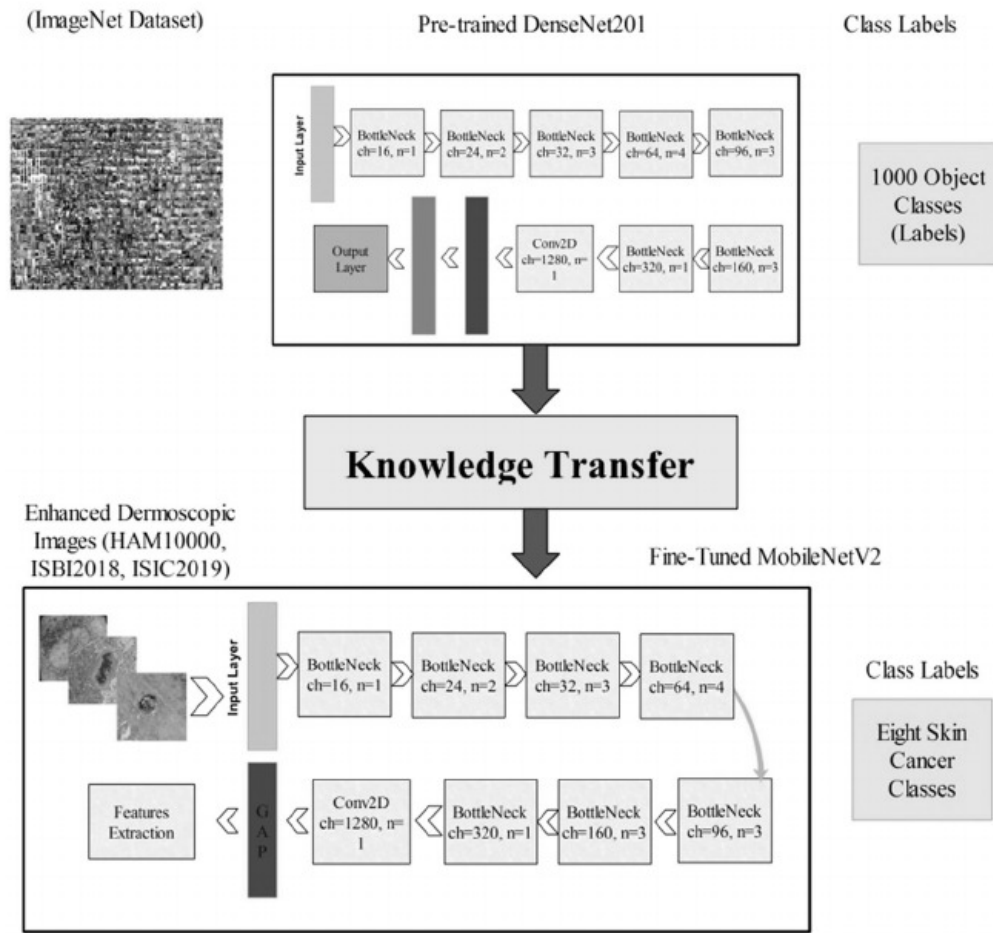 (ImageNet Dataset)
Pre-trained DenseNet201
Class Labels
Input Layer
BottleNeck
ch=16, n=1
BottleNeck
ch=24, n=2
BottleNeck
ch=32, n=3
BottleNeck
ch=64, n=4
BottleNeck
ch=96, n=3
1000 Object
Classes
(Labels)
Output
Layer
Conv2D
ch=1280, n=
1
BottleNeck
ch=320, n=1
BottleNeck
ch=160, n=3
Knowledge Transfer
Enhanced Dermoscopic
Images (HAM10000,
ISBI2018, ISIC2019)
Fine-Tuned MobileNetV2
Input Layer
BottleNeck
ch=16, n=1
BottleNeck
ch=24, n=2
BottleNeck
ch=32, n=3
BottleNeck
ch=64, n=4
Class Labels
Eight Skin
Cancer
Classes
Features
Extraction
GAP
Conv2D
ch=1280, n=
1
BottleNeck
ch=320, n=1
BottleNeck
ch=160, n=3
BottleNeck
ch=96, n=3